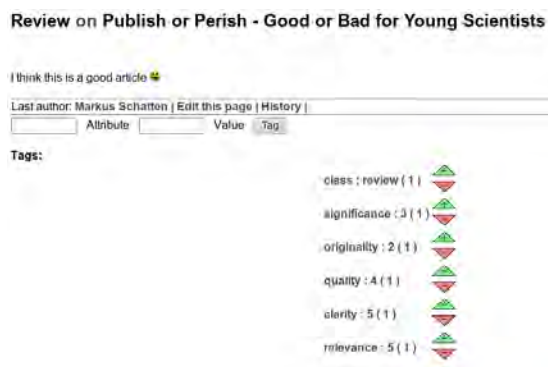 Review on Publish or Perish - Good or Bad for Young Scientists
I think this is a good article
Last author: Markus Schatten | Edit this page | History |
Attribute Value Tag
Tags:
class : review ( 1 )
significance : 3 ( 1 )
originality : 2 ( 1 )
quality : 4 ( 1 )
clarity : 5 ( 1 )
relevance : 5 ( 1 )